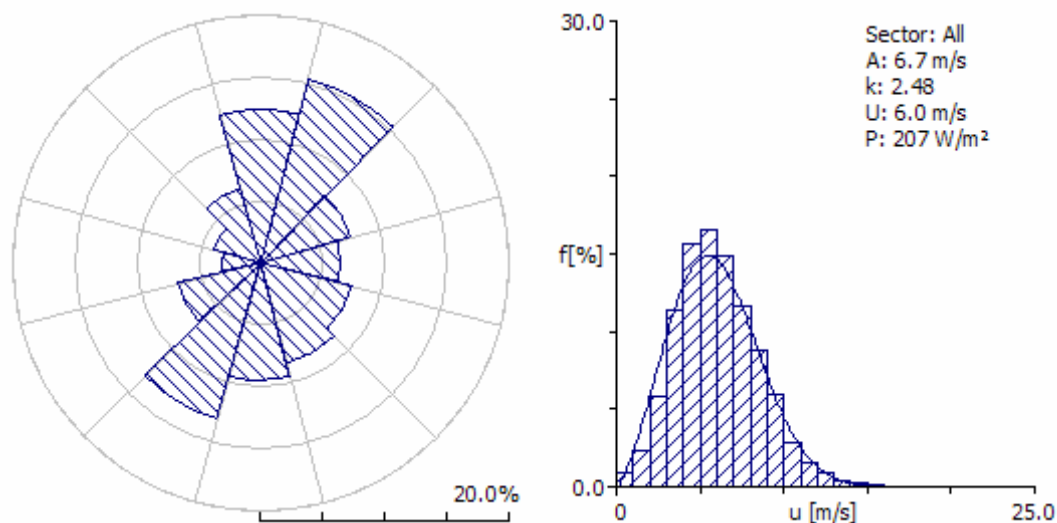 20.0%
30.0
f[%]
0.0
0
u [m/s]
25.0
Sector: All
A: 6.7 m/s
k: 2.48
U: 6.0 m/s
P: 207 W/m²